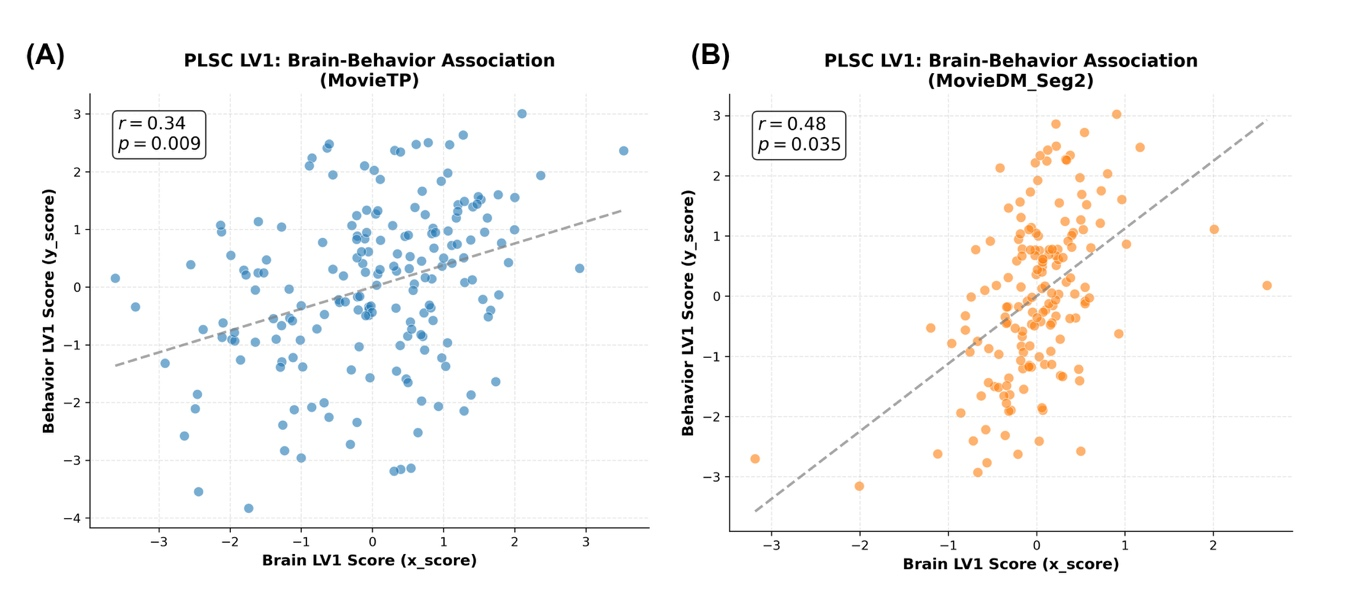 (A)
PLSC LV1: Brain-Behavior Association
(MovieTP)
r = 0.34
p = 0.009
3
2
1
0
−1
−2
−3
−4
Behavior LV1 Score (y_score)
−3
−2
−1
0
1
2
3
Brain LV1 Score (x_score)
(B)
PLSC LV1: Brain-Behavior Association
(MovieDM_Seg2)
r = 0.48
p = 0.035
3
2
1
0
−1
−2
−3
Behavior LV1 Score (y_score)
−3
−2
−1
0
1
2
Brain LV1 Score (x_score)